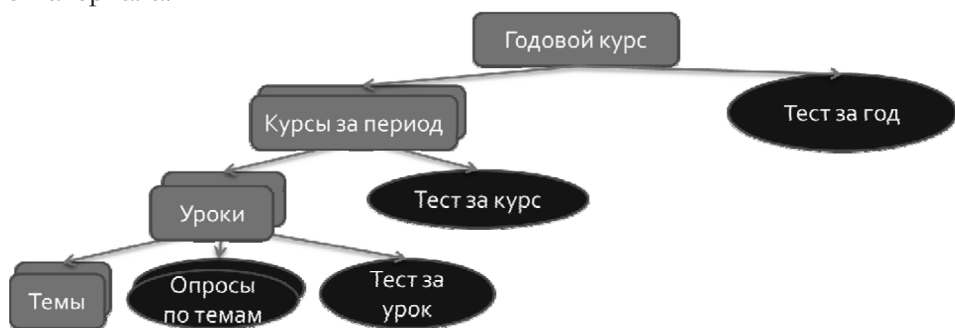 Годовой курс
Тест за год
Курсы за период
Тест за курс
Уроки
Темы
Опросы
по темам
Тест за
урок